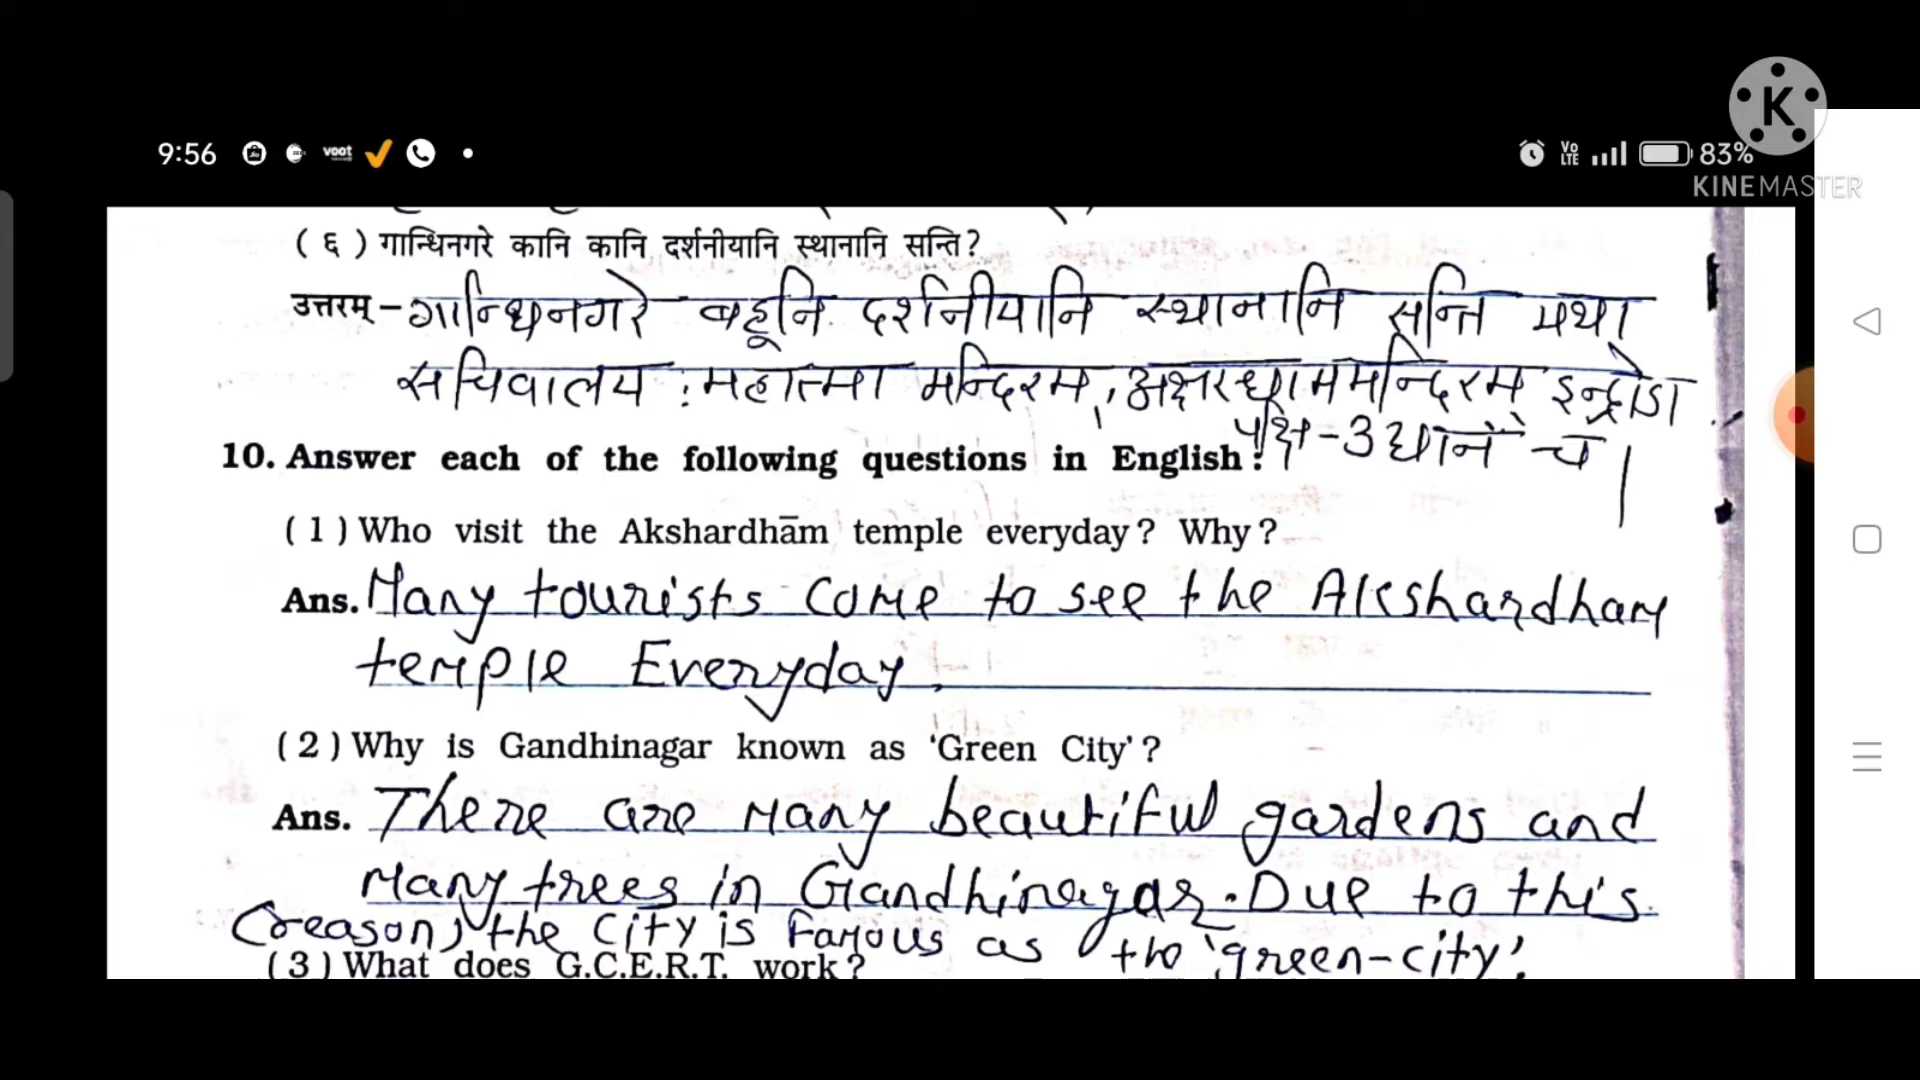 9:56 voot 83%
KINEMASTER
( ६ ) गान्धिनगरे कानि कानि दर्शनीयानि स्थानानि सन्ति?
उत्तरम् – गान्धिनगरे बहूनि दर्शनीयानि स्थानानि सन्ति यथा
सचिवालय : महात्मा मन्दिरम्, अक्षरधाममन्दिरम् इन्द्रोडा
पक्षि-उद्यानं च।
10. Answer each of the following questions in English :
( 1 ) Who visit the Akshardhām temple everyday? Why?
Ans. Many tourists come to see the Akshardham
temple Everyday.
( 2 ) Why is Gandhinagar known as ‘Green City’?
Ans. There are many beautiful gardens and
many trees in Gandhinagar. Due to this
reason, the city is famous as the 'green-city'.
( 3 ) What does G.C.E.R.T. work?